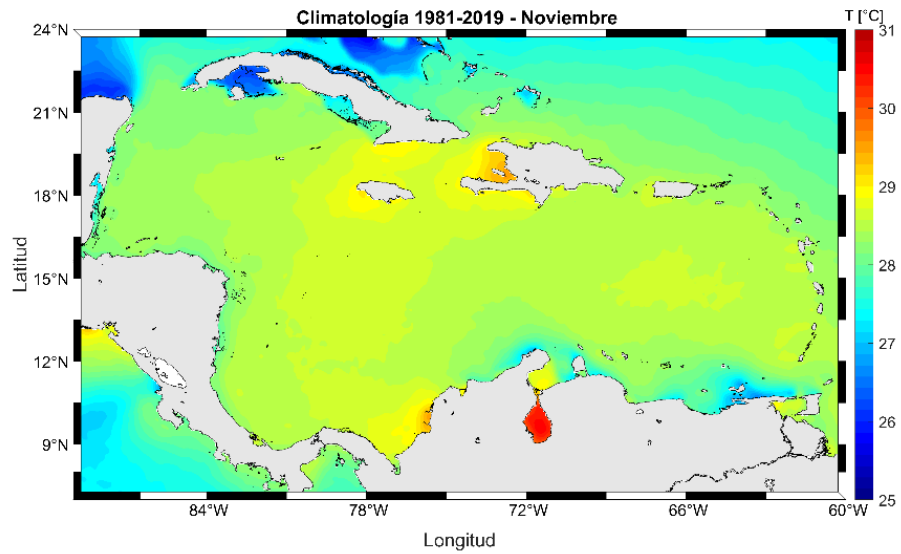 Climatología 1981-2019 - Noviembre
T [°C]
24°N
21°N
18°N
15°N
12°N
9°N
Latitud
84°W
78°W
72°W
66°W
60°W
Longitud
31
30
29
28
27
26
25